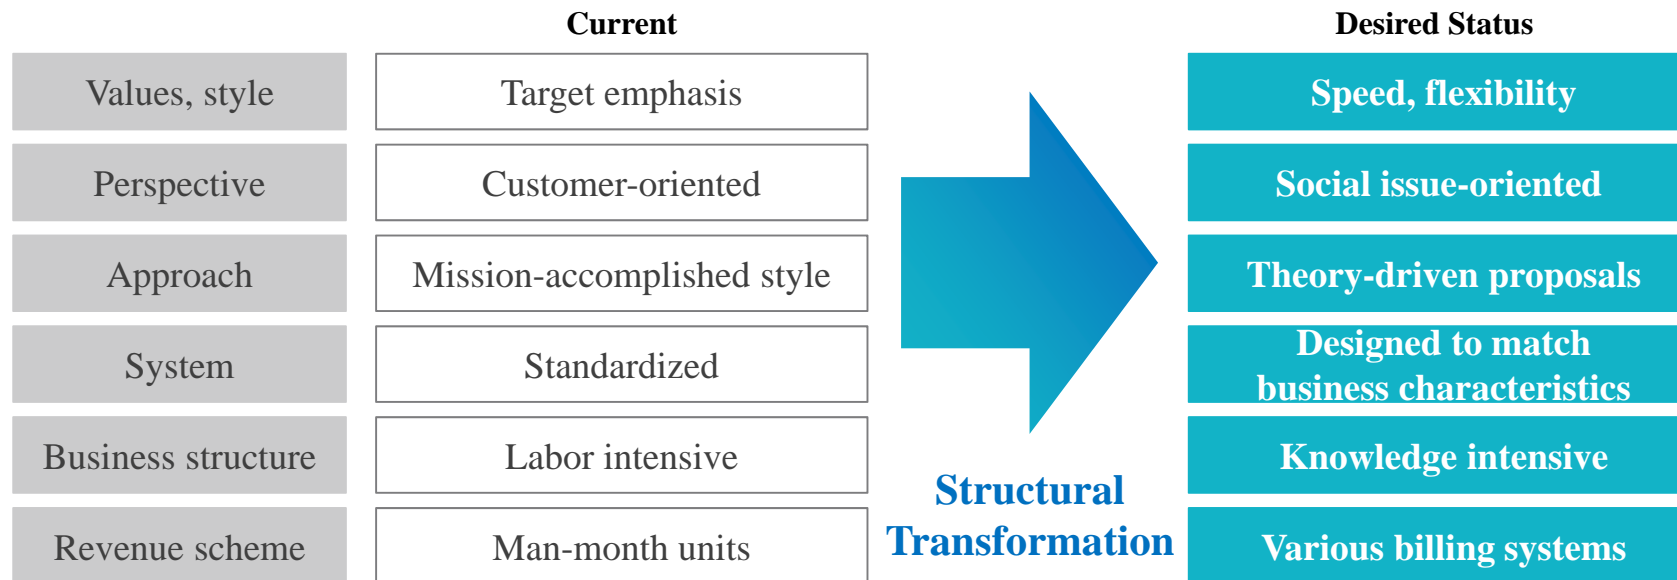 Current
Desired Status
Values, style
Target emphasis
Speed, flexibility
Perspective
Customer-oriented
Social issue-oriented
Approach
Mission-accomplished style
Theory-driven proposals
System
Standardized
Designed to match
business characteristics
Business structure
Labor intensive
Knowledge intensive
Structural
Transformation
Revenue scheme
Man-month units
Various billing systems